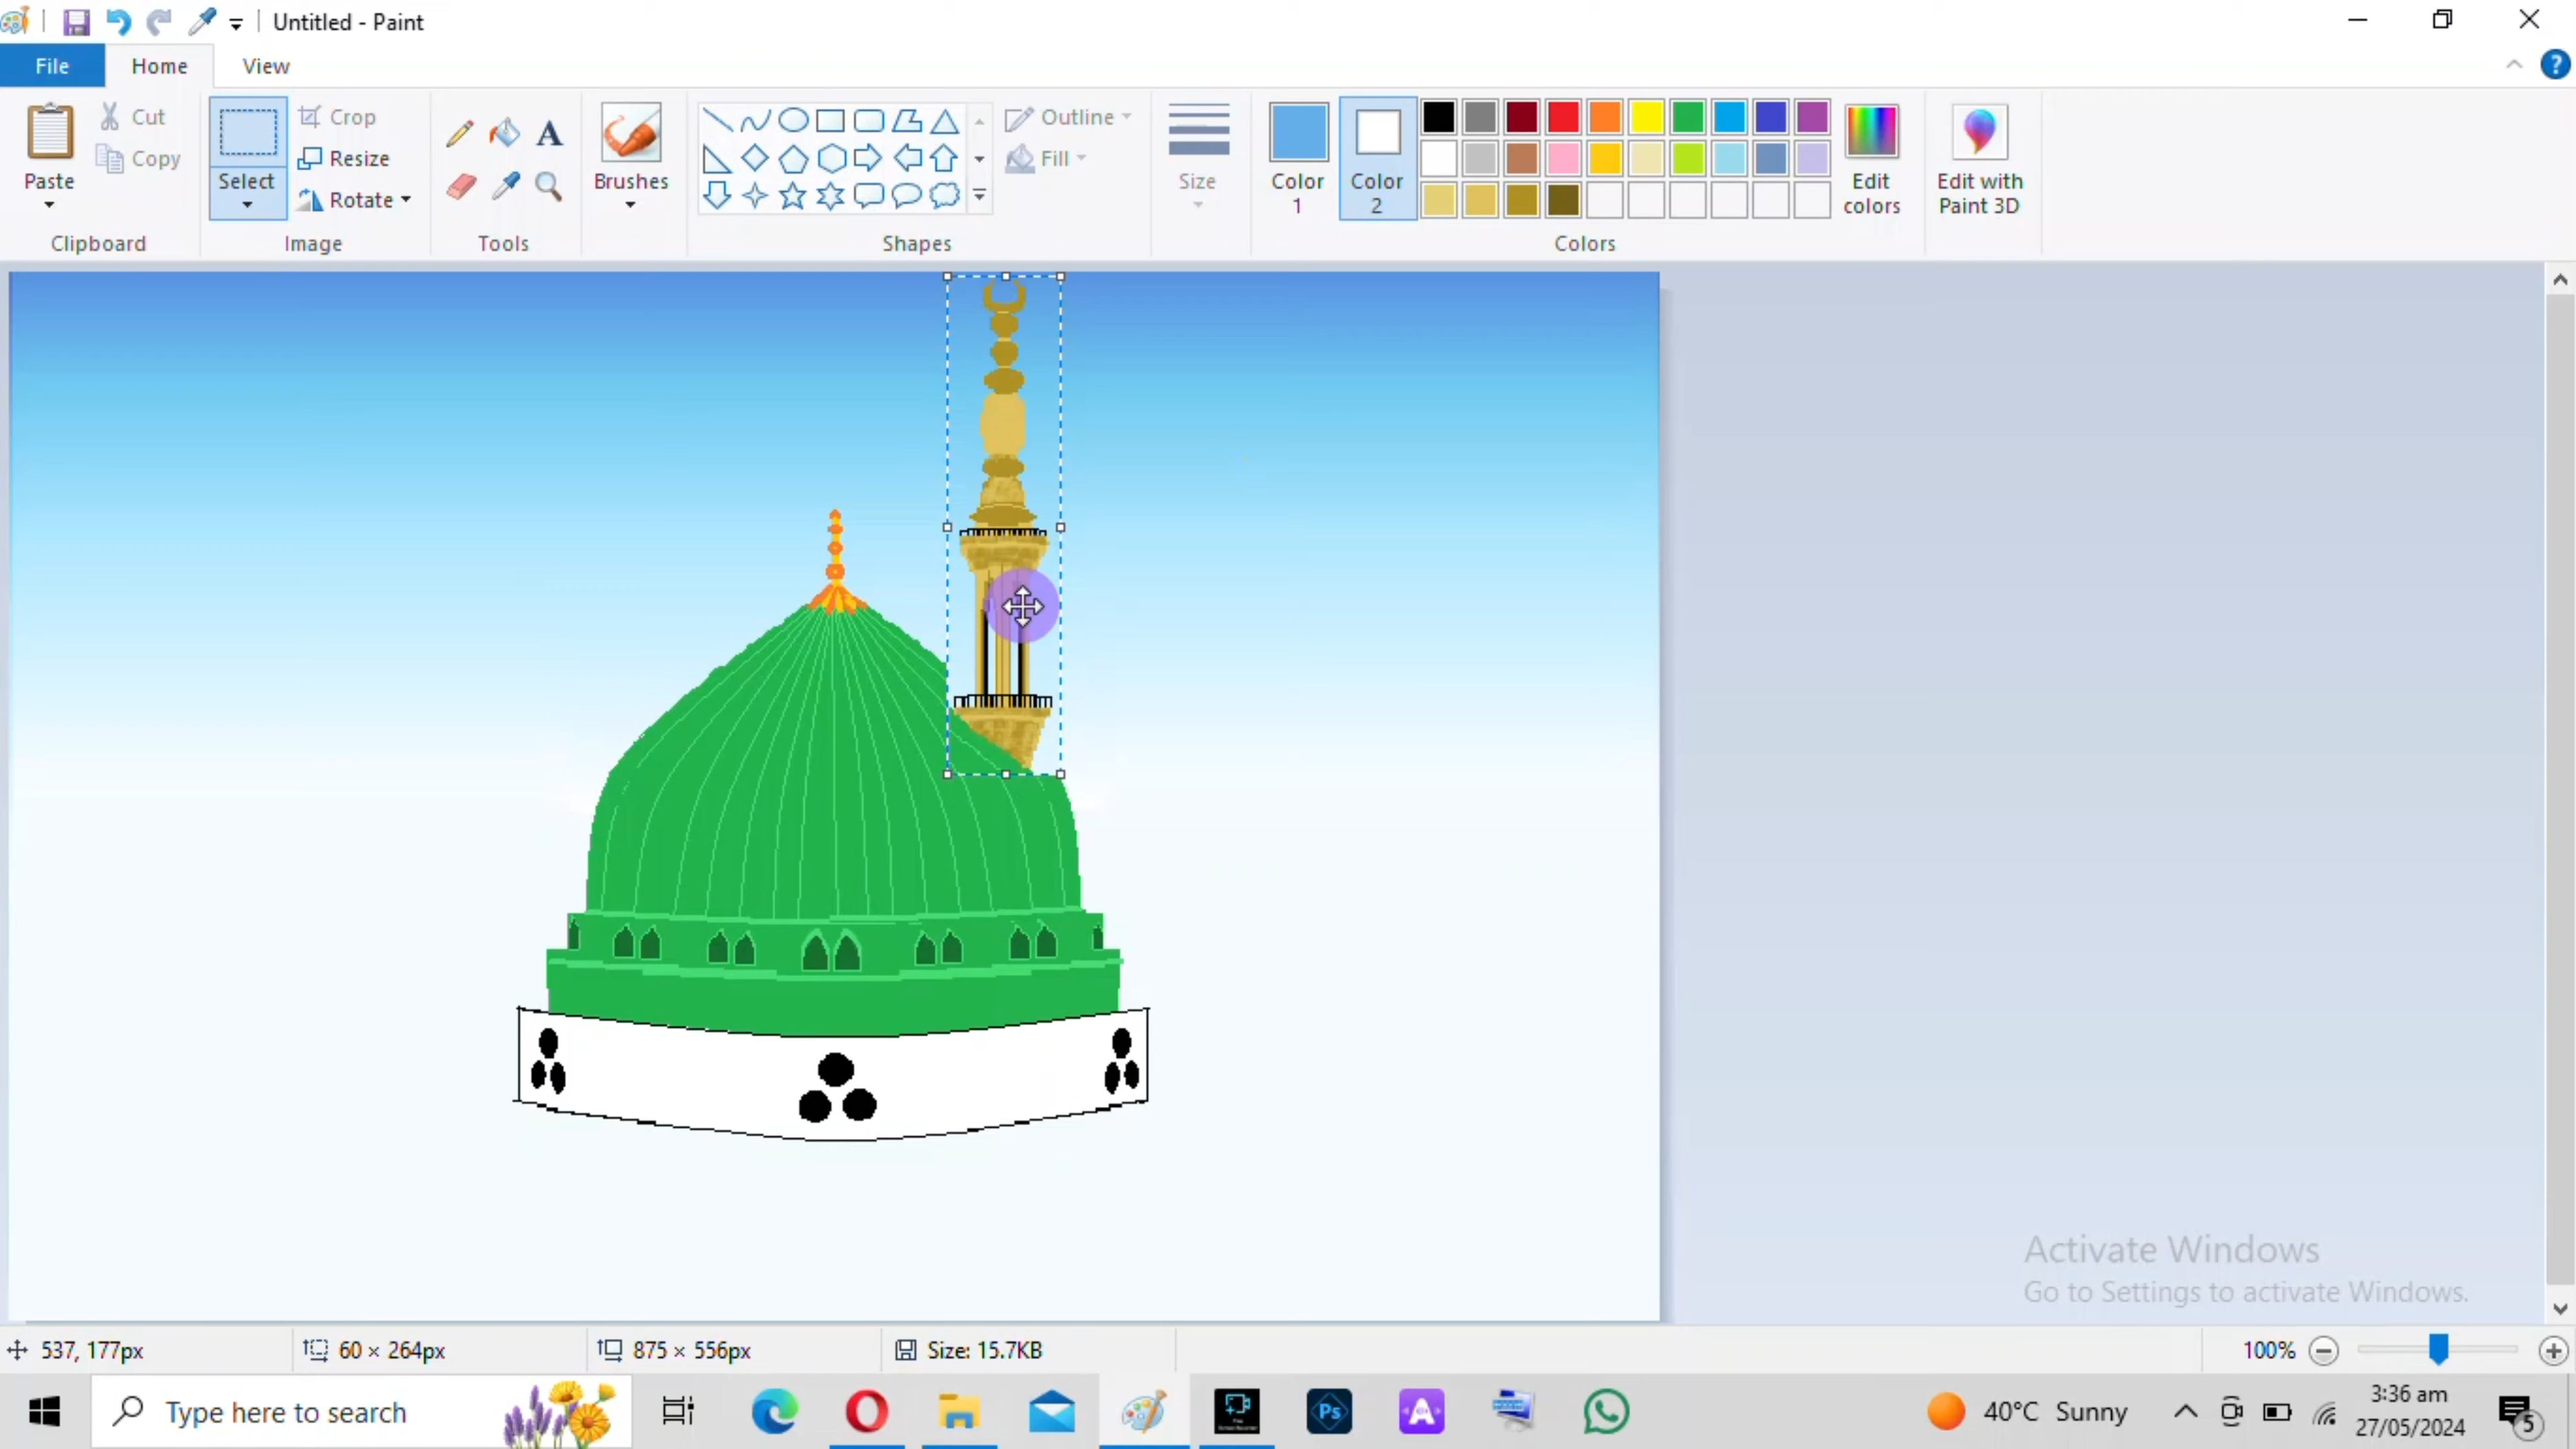 Untitled - Paint
File Home View
Paste
Cut
Copy
Clipboard
Select
Crop
Resize
Rotate
Image
A
Tools
Brushes
Shapes
Outline
Fill
Size
Color 1
Color 2
Edit colors
Edit with Paint 3D
Colors
Activate Windows
Go to Settings to activate Windows.
537, 177px 60 × 264px 875 × 556px Size: 15.7KB 100%
Type here to search
Ps
A
40°C Sunny
3:36 am
27/05/2024
5